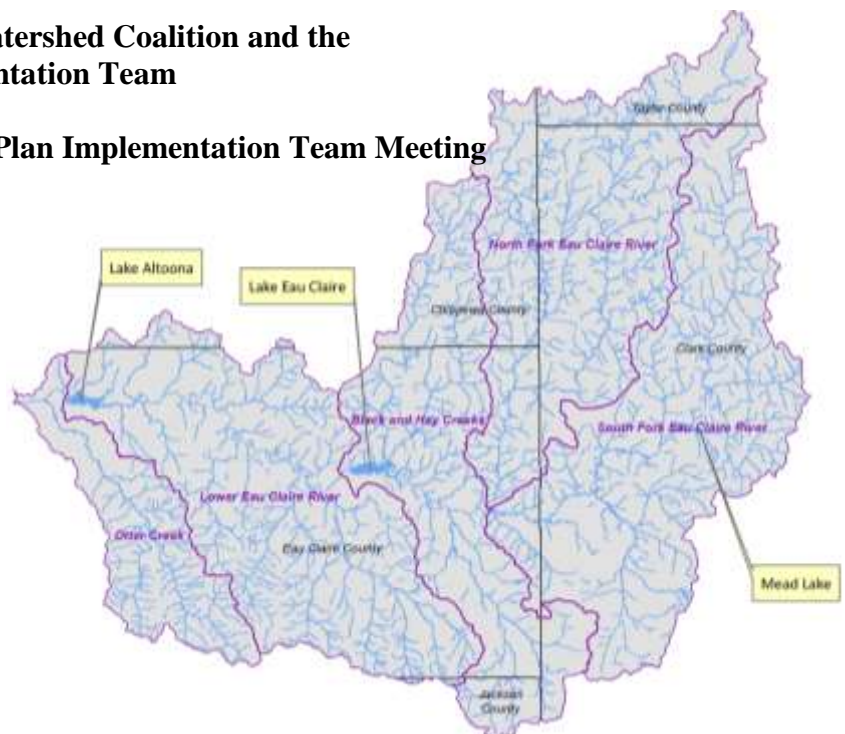 atershed Coalition and the
ntation Team
Plan Implementation Team Meeting
Taylor County
North Fork Eau Claire River
Lake Altoona
Lake Eau Claire
Chippewa County
Clark County
Black and Hay Creeks
South Fork Eau Claire River
Lower Eau Claire River
Otter Creek
Eau Claire County
Mead Lake
Jackson
County